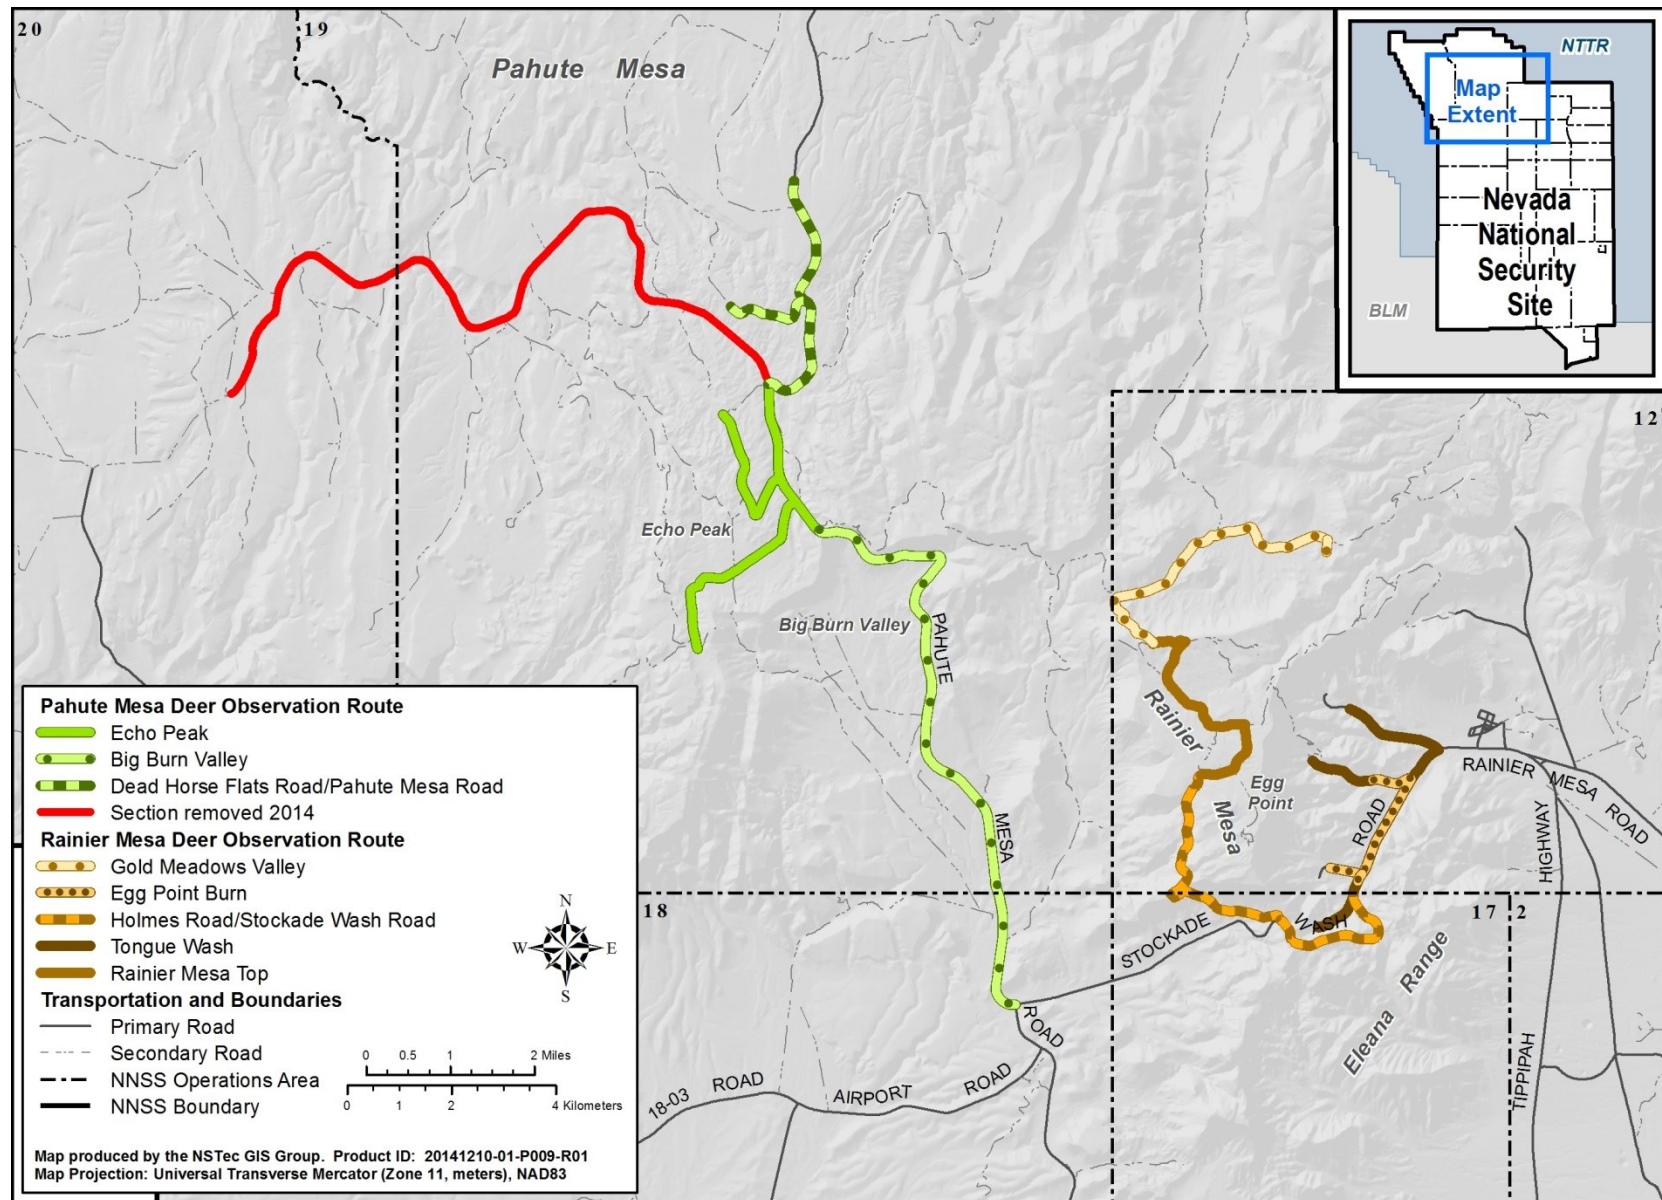 20
19
Pahute Mesa
NTTR
Map
Extent
Nevada
National
Security
Site
BLM
12
Echo Peak
Big Burn Valley
PAHUTE
MESA
ROAD
Rainier
Mesa
Egg
Point
RAINIER MESA ROAD
ROAD
HIGHWAY
TIPPIPAH
18
17
2
STOCKADE
WASH
Eleana Range
18-03 ROAD
AIRPORT ROAD
Pahute Mesa Deer Observation Route
Echo Peak
Big Burn Valley
Dead Horse Flats Road/Pahute Mesa Road
Section removed 2014
Rainier Mesa Deer Observation Route
Gold Meadows Valley
Egg Point Burn
Holmes Road/Stockade Wash Road
Tongue Wash
Rainier Mesa Top
Transportation and Boundaries
Primary Road
Secondary Road
NNSS Operations Area
NNSS Boundary
N
W E
S
0 0.5 1 2 Miles
0 1 2 4 Kilometers
Map produced by the NSTec GIS Group. Product ID: 20141210-01-P009-R01
Map Projection: Universal Transverse Mercator (Zone 11, meters), NAD83